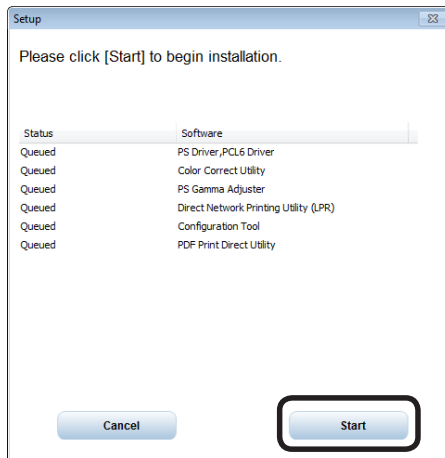 Setup
Please click [Start] to begin installation.
Status Software
Queued PS Driver,PCL6 Driver
Queued Color Correct Utility
Queued PS Gamma Adjuster
Queued Direct Network Printing Utility (LPR)
Queued Configuration Tool
Queued PDF Print Direct Utility
Cancel Start